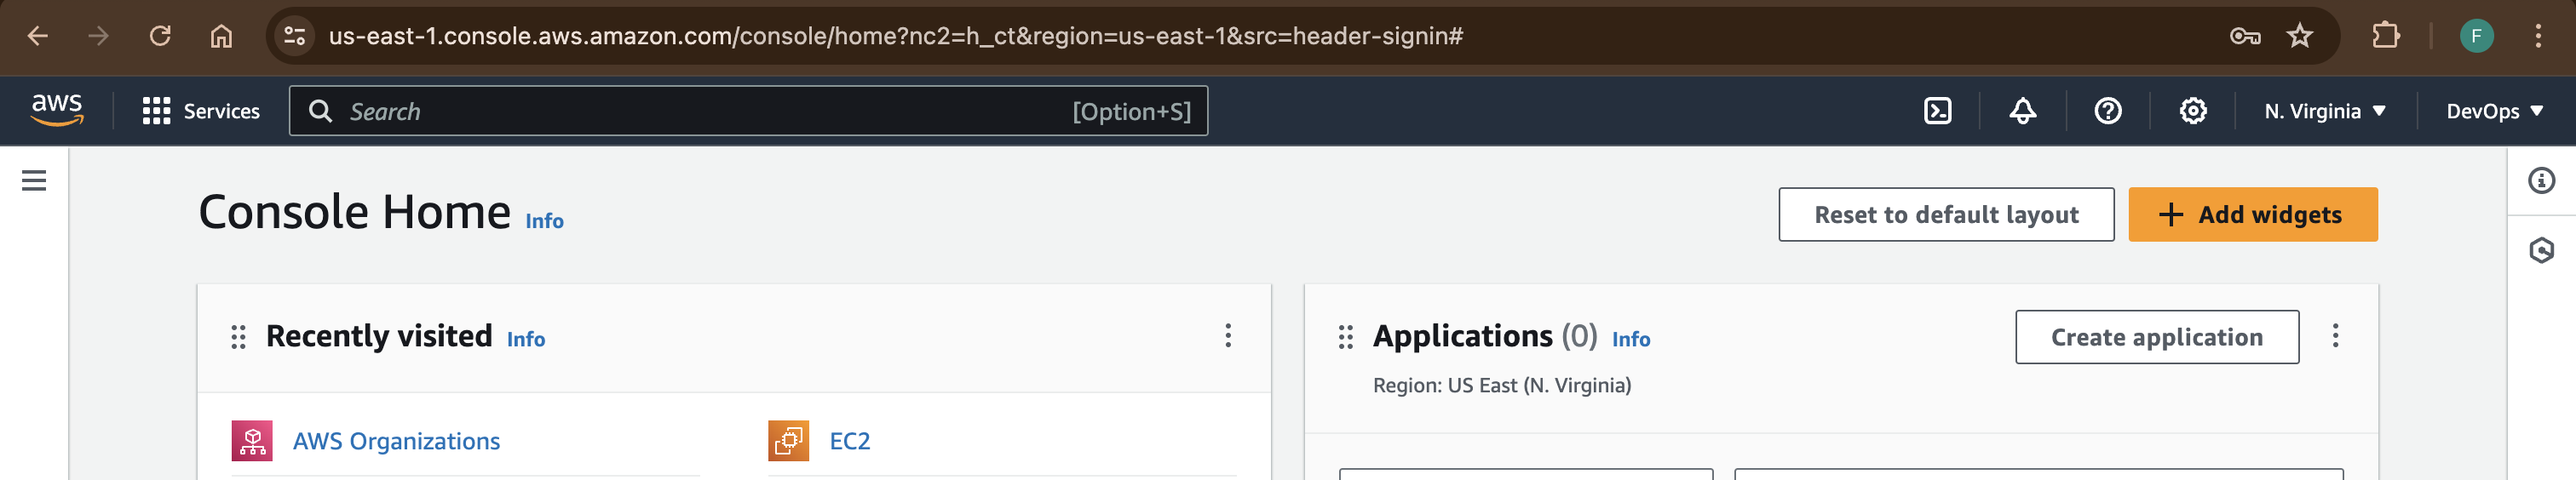 us-east-1.console.aws.amazon.com/console/home?nc2=h_ct&region=us-east-1&src=header-signin#
F
aws
Services
Search
[Option+S]
N. Virginia
DevOps
Console Home Info
Reset to default layout
Add widgets
Recently visited Info
AWS Organizations
EC2
Applications (0) Info
Create application
Region: US East (N. Virginia)